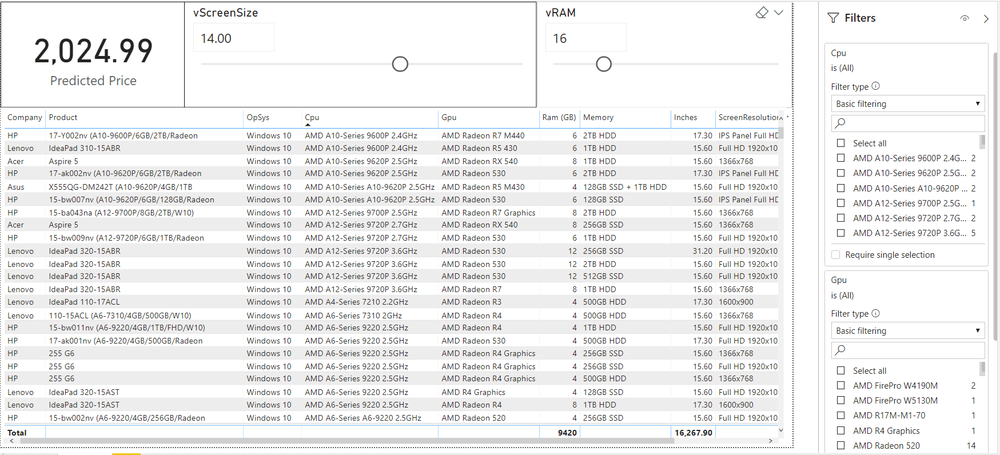 vScreenSize
14.00
vRAM
16
2,024.99
Predicted Price
Company Product OpSys Cpu Gpu Ram (GB) Memory Inches ScreenResolution
HP 17-Y002nv (A10-9600P/6GB/2TB/Radeon Windows 10 AMD A10-Series 9600P 2.4GHz AMD Radeon R7 M440 6 2TB HDD 17.30 IPS Panel Full HD
Lenovo IdeaPad 310-15ABR Windows 10 AMD A10-Series 9600P 2.4GHz AMD Radeon R5 430 6 1TB HDD 15.60 Full HD 1920x10
Acer Aspire 5 Windows 10 AMD A10-Series 9620P 2.5GHz AMD Radeon RX 540 8 1TB HDD 15.60 1366x768
HP 17-ak002nv (A10-9620P/6GB/2TB/Radeon Windows 10 AMD A10-Series 9620P 2.5GHz AMD Radeon 530 6 2TB HDD 17.30 IPS Panel Full HD
Asus X555QG-DM242T (A10-9620P/4GB/1TB Windows 10 AMD A10-Series A10-9620P 2.5GHz AMD Radeon R5 M430 4 128GB SSD + 1TB HDD 15.60 Full HD 1920x10
HP 15-bw007nv (A10-9620P/6GB/128GB/Radeon Windows 10 AMD A10-Series A10-9620P 2.5GHz AMD Radeon 530 6 128GB SSD 15.60 IPS Panel Full HD
HP 15-ba043na (A12-9700P/8GB/2TB/W10) Windows 10 AMD A12-Series 9700P 2.5GHz AMD Radeon R7 Graphics 8 2TB HDD 15.60 1366x768
Acer Aspire 5 Windows 10 AMD A12-Series 9720P 2.7GHz AMD Radeon RX 540 8 256GB SSD 15.60 1366x768
HP 15-bw009nv (A12-9720P/6GB/1TB/Radeon Windows 10 AMD A12-Series 9720P 2.7GHz AMD Radeon 530 6 1TB HDD 15.60 Full HD 1920x10
Lenovo IdeaPad 320-15ABR Windows 10 AMD A12-Series 9720P 3.6GHz AMD Radeon 530 12 256GB SSD 31.20 Full HD 1920x10
Lenovo IdeaPad 320-15ABR Windows 10 AMD A12-Series 9720P 3.6GHz AMD Radeon 530 12 2TB HDD 15.60 Full HD 1920x10
Lenovo IdeaPad 320-15ABR Windows 10 AMD A12-Series 9720P 3.6GHz AMD Radeon 530 12 512GB SSD 15.60 Full HD 1920x10
Lenovo IdeaPad 320-15ABR Windows 10 AMD A12-Series 9720P 3.6GHz AMD Radeon R7 8 1TB HDD 15.60 1366x768
Lenovo IdeaPad 110-17ACL Windows 10 AMD A4-Series 7210 2.2GHz AMD Radeon R3 4 500GB HDD 17.30 1600x900
Lenovo 110-15ACL (A6-7310/4GB/500GB/W10) Windows 10 AMD A6-Series 7310 2GHz AMD Radeon R4 4 500GB HDD 15.60 1366x768
HP 15-bw011nv (A6-9220/4GB/1TB/FHD/W10) Windows 10 AMD A6-Series 9220 2.5GHz AMD Radeon R4 4 1TB HDD 15.60 Full HD 1920x10
HP 17-ak001nv (A6-9220/4GB/500GB/Radeon Windows 10 AMD A6-Series 9220 2.5GHz AMD Radeon 530 4 500GB HDD 17.30 Full HD 1920x10
HP 255 G6 Windows 10 AMD A6-Series 9220 2.5GHz AMD Radeon R4 Graphics 4 256GB SSD 15.60 1366x768
HP 255 G6 Windows 10 AMD A6-Series 9220 2.5GHz AMD Radeon R4 Graphics 4 256GB SSD 15.60 Full HD 1920x10
HP 255 G6 Windows 10 AMD A6-Series 9220 2.5GHz AMD Radeon R4 Graphics 4 500GB HDD 15.60 1366x768
Lenovo IdeaPad 320-15AST Windows 10 AMD A6-Series 9220 2.5GHz AMD R4 Graphics 4 128GB SSD 15.60 Full HD 1920x10
Lenovo IdeaPad 320-15AST Windows 10 AMD A6-Series 9220 2.5GHz AMD Radeon R4 8 1TB HDD 17.30 1600x900
HP 15-bw002nv (A6-9220/4GB/256GB/Radeon Windows 10 AMD A6-Series A6-9220 2.5GHz AMD Radeon 520 4 256GB SSD 15.60 Full HD 1920x10
Total 9420 16,267.90
Filters
Cpu
is (All)
Filter type
Basic filtering
Select all
AMD A10-Series 9600P 2.4G... 2
AMD A10-Series 9620P 2.5G... 2
AMD A10-Series A10-9620P ... 2
AMD A12-Series 9700P 2.5G... 1
AMD A12-Series 9720P 2.7G... 2
AMD A12-Series 9720P 3.6G... 5
Require single selection
Gpu
is (All)
Filter type
Basic filtering
Select all
AMD FirePro W4190M 2
AMD FirePro W5130M 1
AMD R17M-M1-70 1
AMD R4 Graphics 1
AMD Radeon 520 14